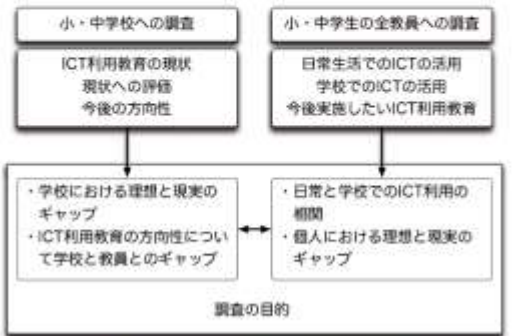 小・中学校への調査
ICT利用教育の現状
現状への評価
今後の方向性
小・中学生の全教員への調査
日常生活でのICTの活用
学校でのICTの活用
今後実施したいICT利用教育
・学校における理想と現実の
ギャップ
・ICT利用教育の方向性につい
て学校と教員とのギャップ
・日常と学校でのICT利用の
相関
・個人における理想と現実の
ギャップ
調査の目的